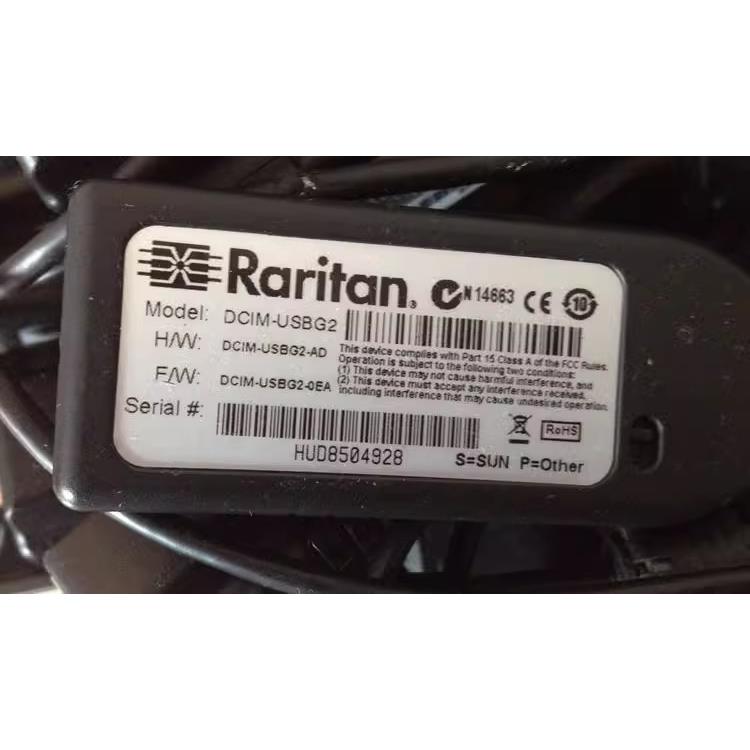 Raritan. N14663 CE 10
Model: DCIM-USBG2
H/W: DCIM-USBG2-AD
This device complies with Part 15 Class A of the FCC Rules.
Operation is subject to the following two conditions:
(1) This device may not cause harmful interference, and
F/W: DCIM-USBG2-0EA
(2) This device must accept any interference received,
including interference that may cause undesired operation.
Serial #:
HUD8504928
RoHS
S=SUN P=Other